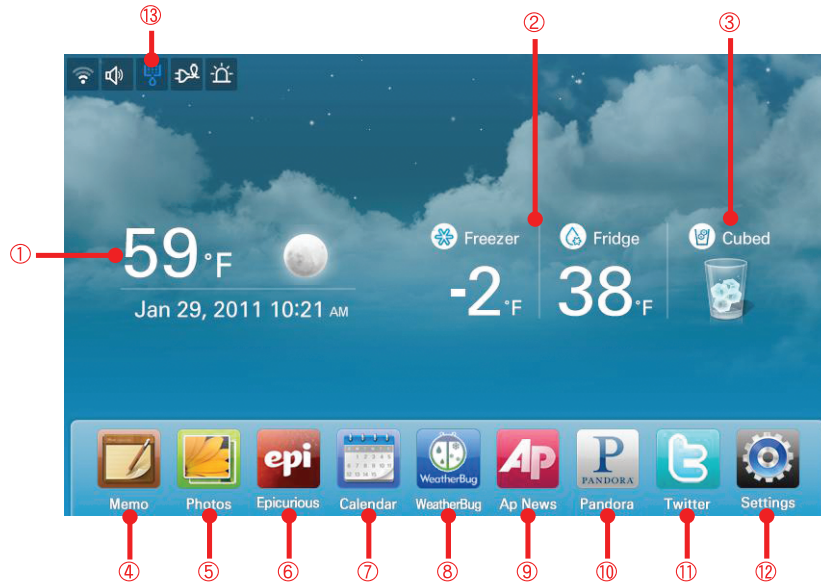 ⑬ ② ③
① 59°F
Jan 29, 2011 10:21 AM
Freezer
-2°F
Fridge
38°F
Cubed
epi
WeatherBug
AP
P
PANDORA
Memo Photos Epicurious Calendar WeatherBug Ap News Pandora Twitter Settings
④ ⑤ ⑥ ⑦ ⑧ ⑨ ⑩ ⑪ ⑫